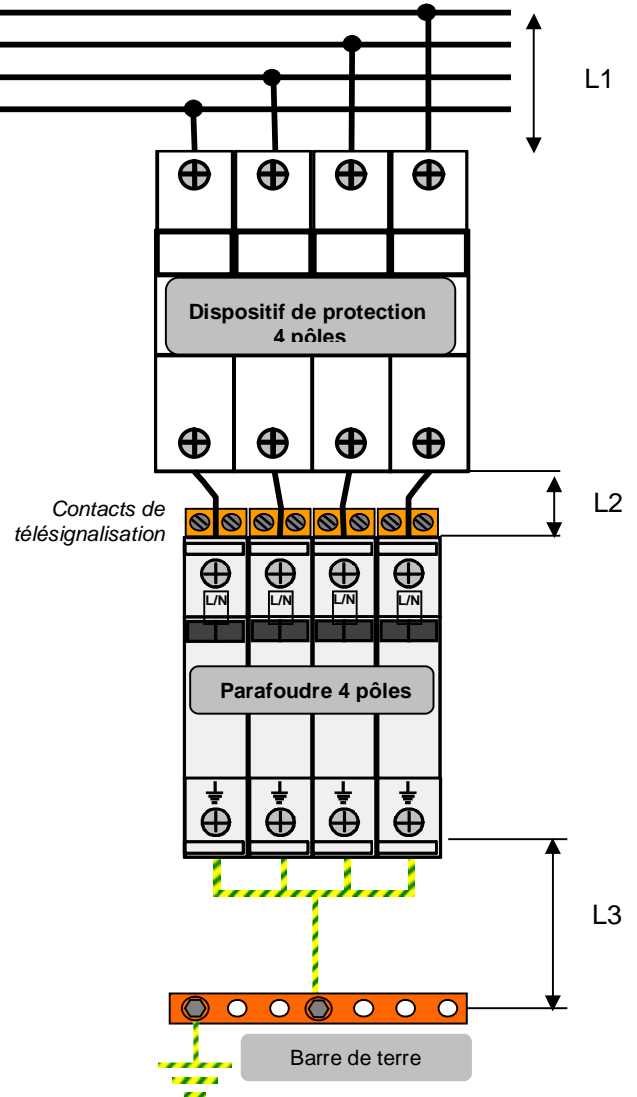 L1
Dispositif de protection
4 pôles
L2
Contacts de
télésignalisation
L/N L/N L/N L/N
Parafoudre 4 pôles
L3
Barre de terre